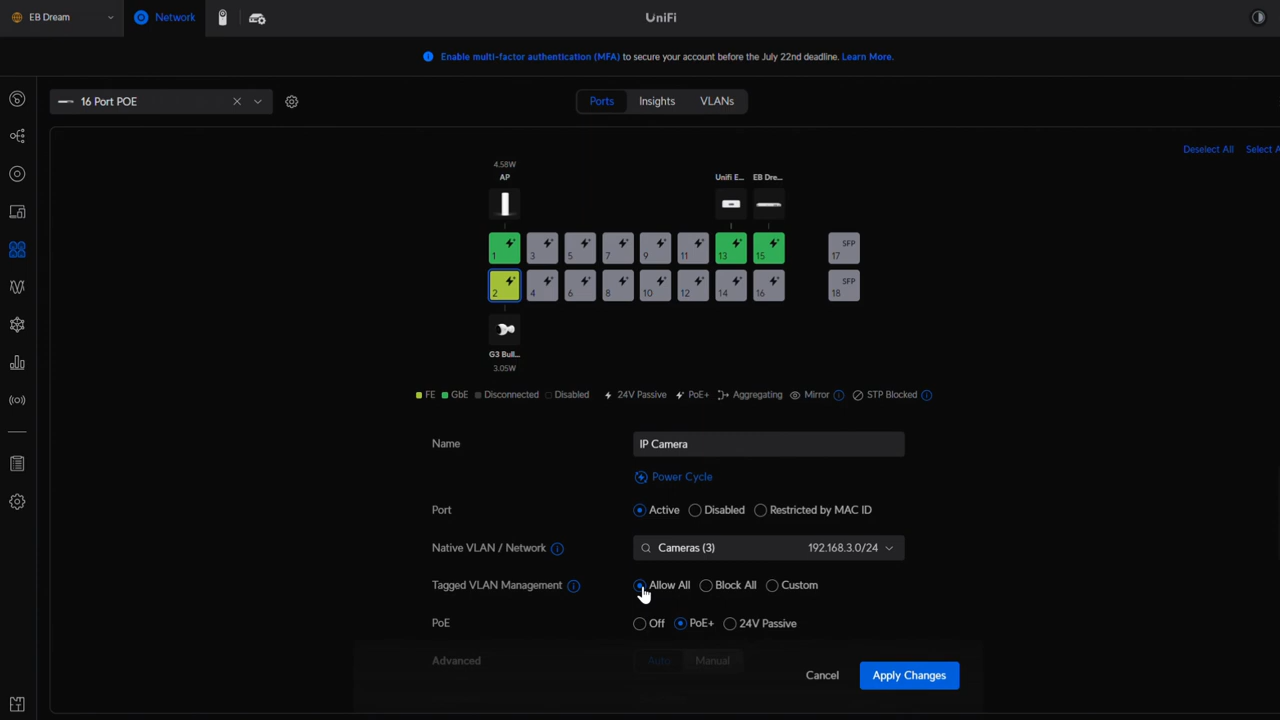 EB Dream
Network
UniFi
Enable multi-factor authentication (MFA) to secure your account before the July 22nd deadline. Learn More.
16 Port POE
Ports
Insights
VLANs
Deselect All
Select A
4.58W
AP
Unifi E...
EB Dre...
1
3
5
7
9
11
13
15
SFP
17
2
4
6
8
10
12
14
16
SFP
18
G3 Bull...
3.05W
FE
GbE
Disconnected
Disabled
24V Passive
PoE+
Aggregating
Mirror
STP Blocked
Name
IP Camera
Power Cycle
Port
Active
Disabled
Restricted by MAC ID
Native VLAN / Network
Cameras (3)
192.168.3.0/24
Tagged VLAN Management
Allow All
Block All
Custom
PoE
Off
PoE+
24V Passive
Advanced
Auto
Manual
Cancel
Apply Changes